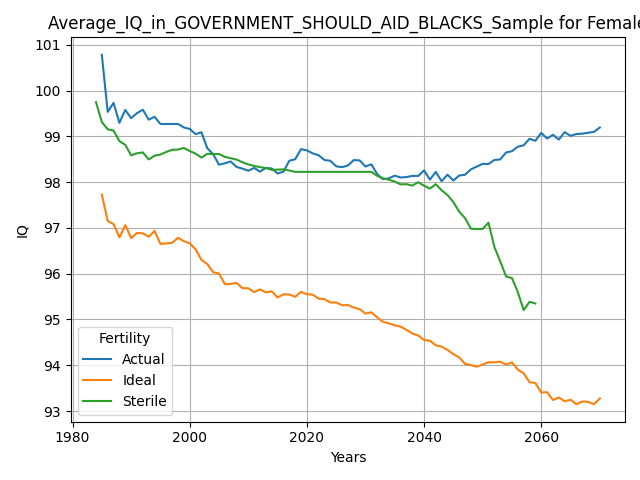 Average_IQ_in_GOVERNMENT_SHOULD_AID_BLACKS_Sample for Female
101
100
99
98
97
96
95
94
93
IQ
Fertility
Actual
Ideal
Sterile
1980 2000 2020 2040 2060
Years